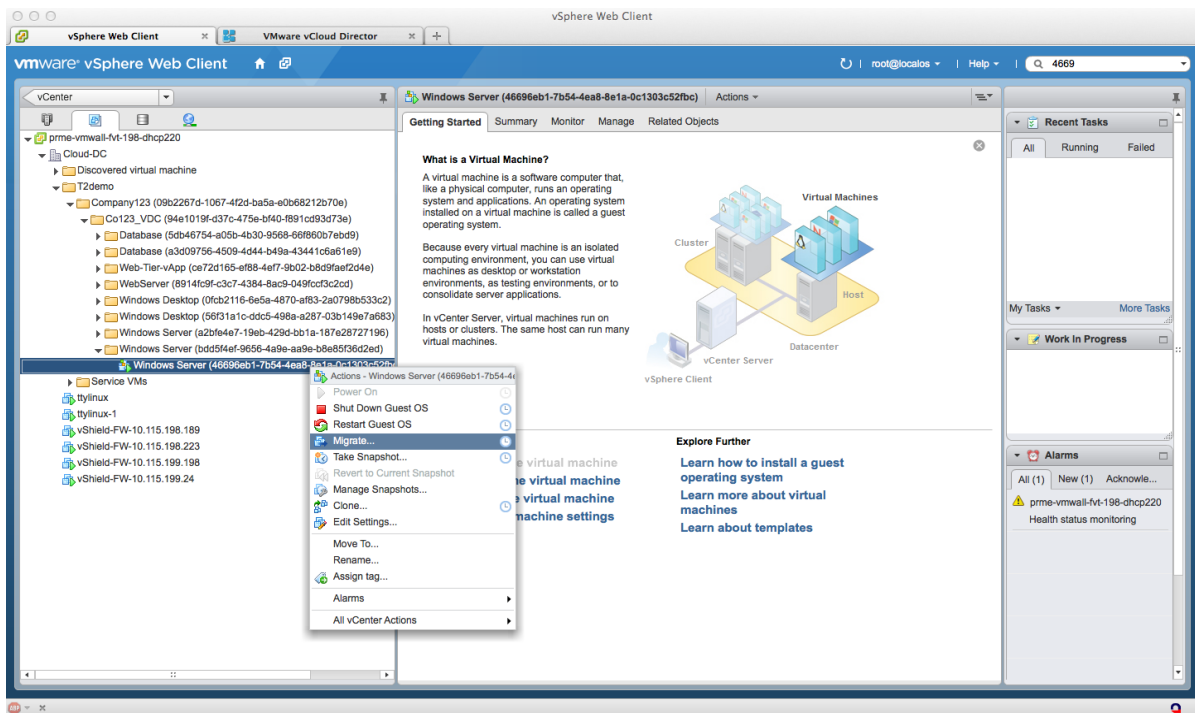 vSphere Web Client
vSphere Web Client
VMware vCloud Director
vmware® vSphere Web Client
root@localos
Help
4669
vCenter
prme-vmwall-fvt-198-dhcp220
Cloud-DC
Discovered virtual machine
T2demo
Company123 (09b2267d-1067-4f2d-ba5a-e0b68212b70e)
Co123_VDC (94e1019f-d37c-475e-bf40-f891cd93d73e)
Database (5db46754-a05b-4b30-9568-66f860b7ebd9)
Database (a3d09756-4509-4d44-b49a-43441c6a61e9)
Web-Tier-vApp (ce72d165-ef88-4ef7-9b02-b8d9faef2d4e)
WebServer (8914fc9f-c3c7-4384-8ac9-049fccf3c2cd)
Windows Desktop (0fcb2116-6e5a-4870-af83-2a0798b533c2)
Windows Desktop (56f31a1c-ddc5-498a-a287-03b149e7a683)
Windows Server (a2bfe4e7-19eb-429d-bb1a-187e28727196)
Windows Server (bdd5f4ef-9656-4a9e-aa9e-b8e85f36d2ed)
Windows Server (46696eb1-7b54-4ea8-8e1a-0c1303c52fb
Service VMs
ttylinux
ttylinux-1
vShield-FW-10.115.198.189
vShield-FW-10.115.198.223
vShield-FW-10.115.199.198
vShield-FW-10.115.199.24
Actions - Windows Server (46696eb1-7b54-4e
Power On
Shut Down Guest OS
Restart Guest OS
Migrate...
Take Snapshot...
Revert to Current Snapshot
Manage Snapshots...
Clone...
Edit Settings...
Move To...
Rename...
Assign tag...
Alarms
All vCenter Actions
Windows Server (46696eb1-7b54-4ea8-8e1a-0c1303c52fbc)
Actions
Getting Started Summary Monitor Manage Related Objects
What is a Virtual Machine?
A virtual machine is a software computer that,
like a physical computer, runs an operating
system and applications. An operating system
installed on a virtual machine is called a guest
operating system.
Because every virtual machine is an isolated
computing environment, you can use virtual
machines as desktop or workstation
environments, as testing environments, or to
consolidate server applications.
In vCenter Server, virtual machines run on
hosts or clusters. The same host can run many
virtual machines.
Virtual Machines
Cluster
Host
Datacenter
vCenter Server
vSphere Client
virtual machine
virtual machine
virtual machine
machine settings
Explore Further
Learn how to install a guest
operating system
Learn more about virtual
machines
Learn about templates
Recent Tasks
All Running Failed
My Tasks
More Tasks
Work In Progress
Alarms
All (1) New (1) Acknowle...
prme-vmwall-fvt-198-dhcp220
Health status monitoring